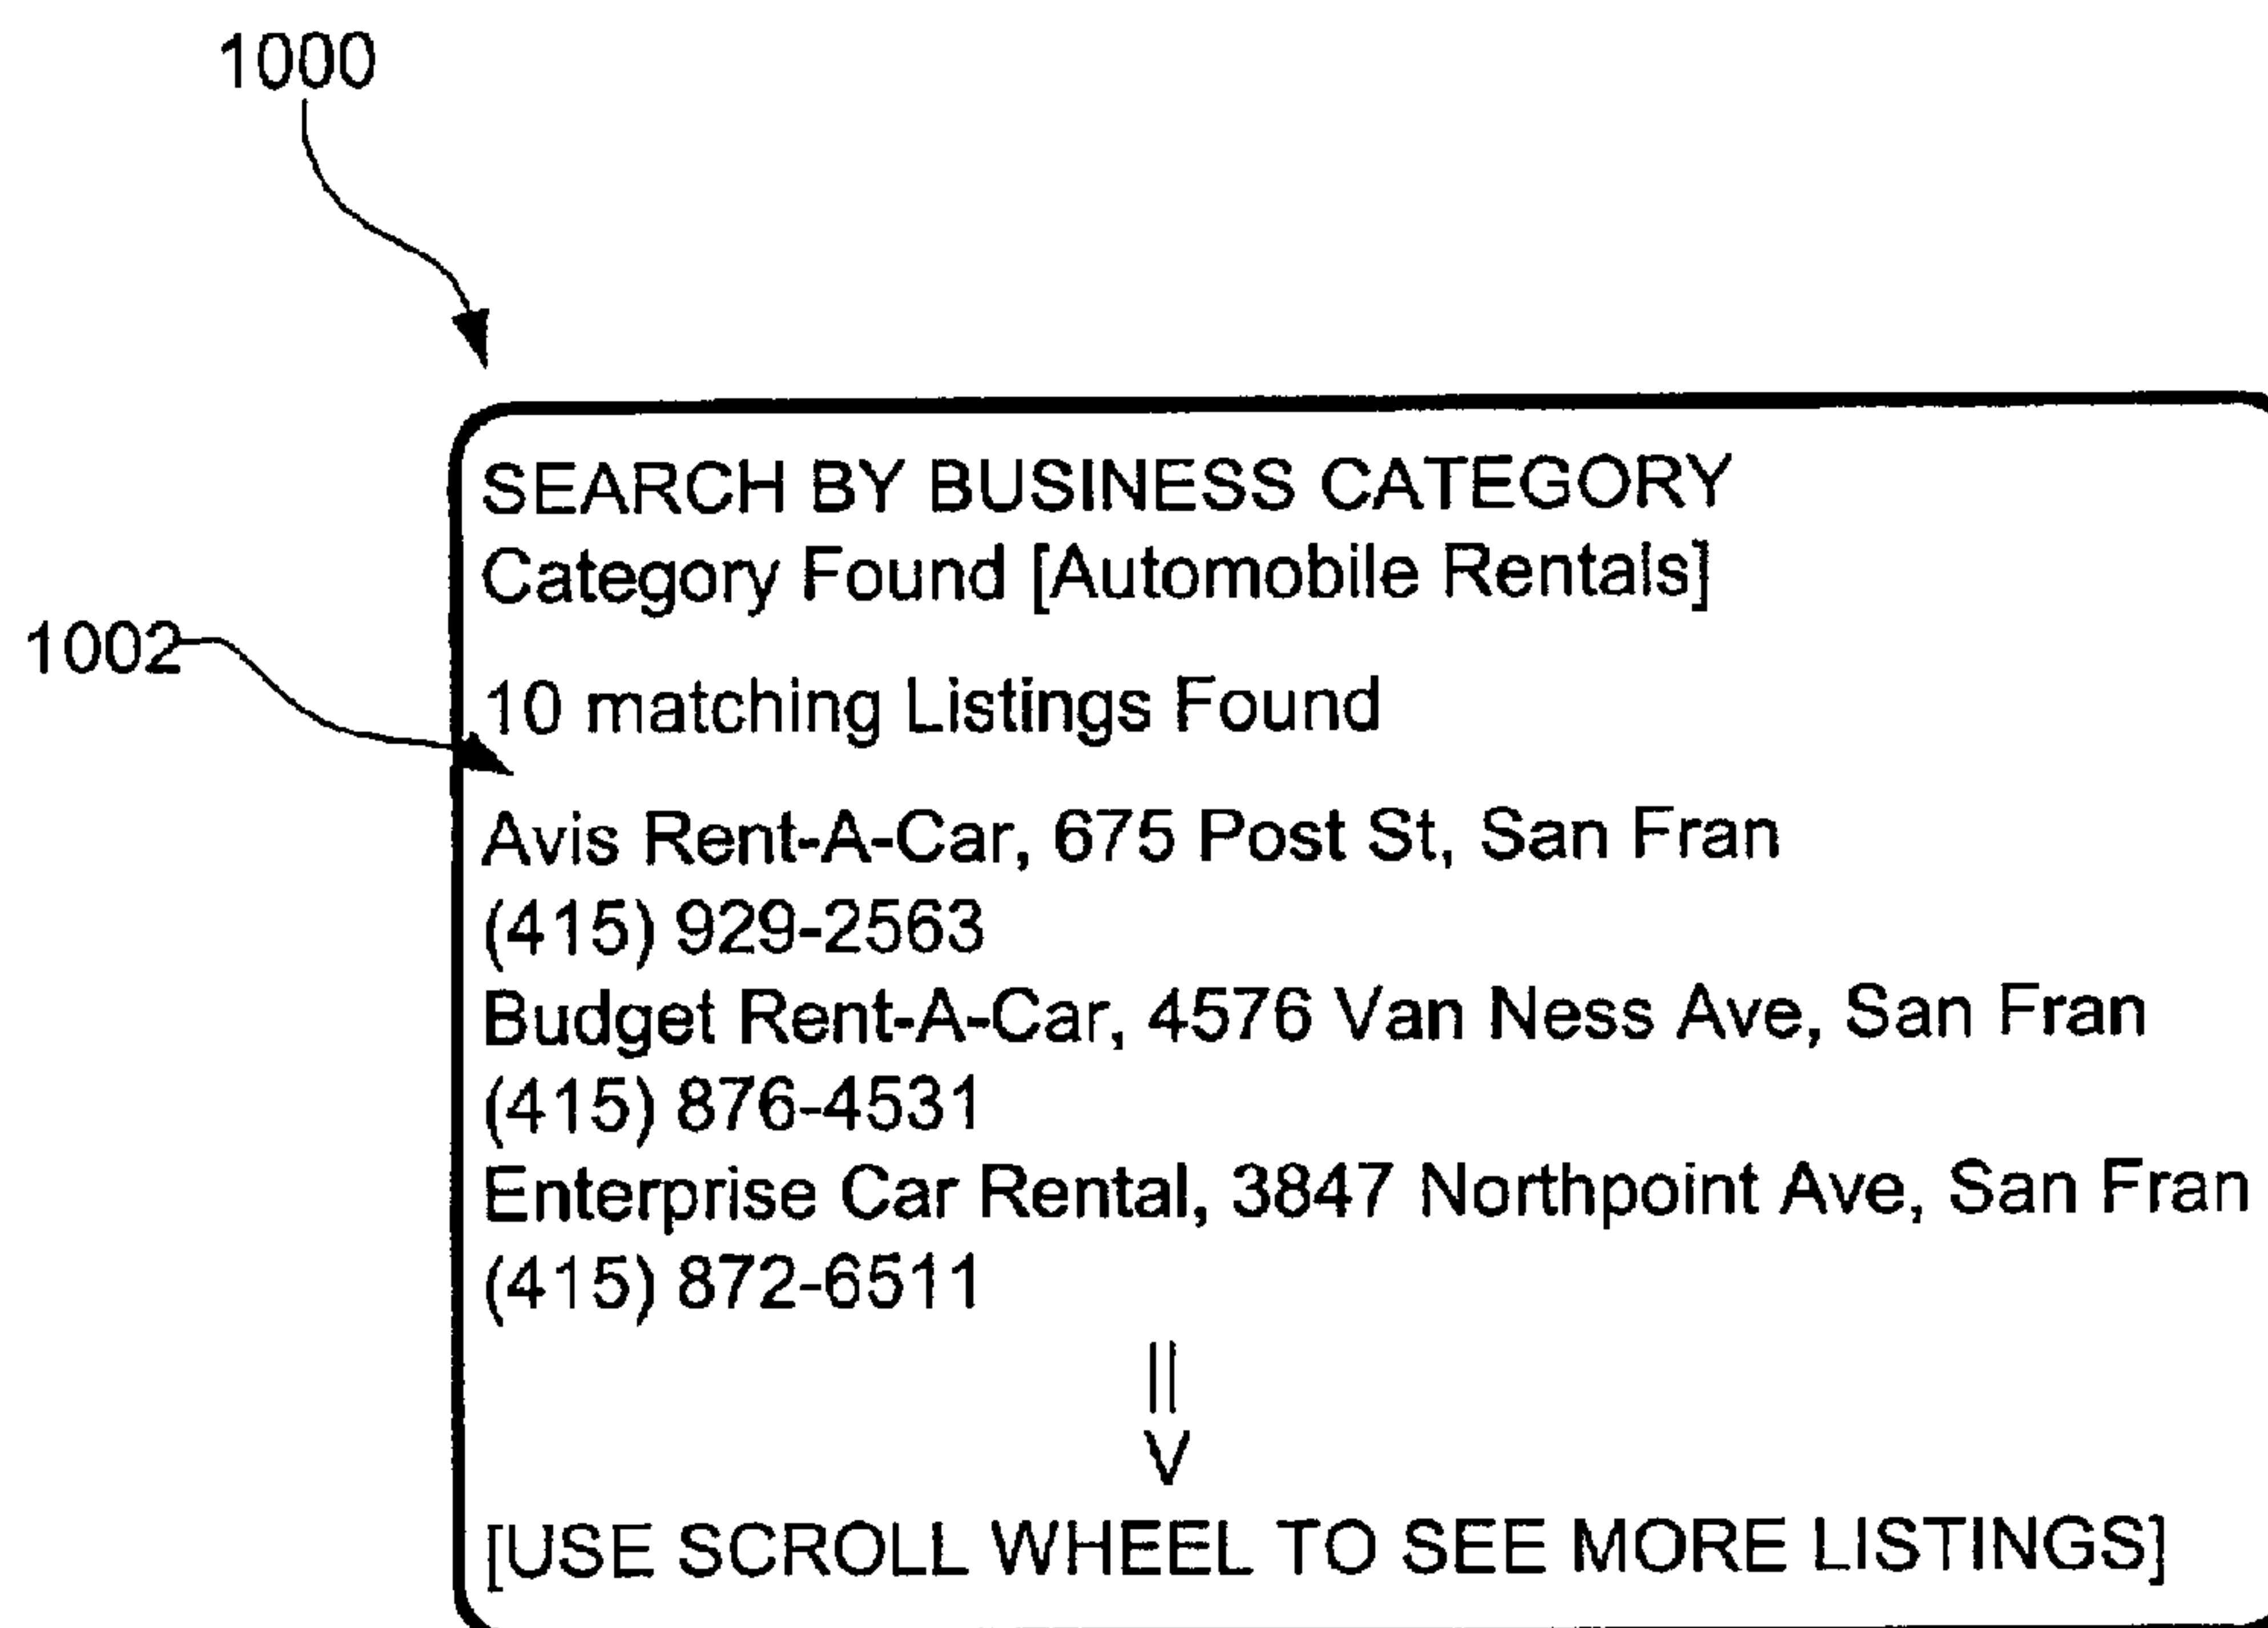 1000
SEARCH BY BUSINESS CATEGORY
Category Found [Automobile Rentals]
1002
10 matching Listings Found
Avis Rent-A-Car, 675 Post St, San Fran
(415) 929-2563
Budget Rent-A-Car, 4576 Van Ness Ave, San Fran
(415) 876-4531
Enterprise Car Rental, 3847 Northpoint Ave, San Fran
(415) 872-6511
||
V
[USE SCROLL WHEEL TO SEE MORE LISTINGS]